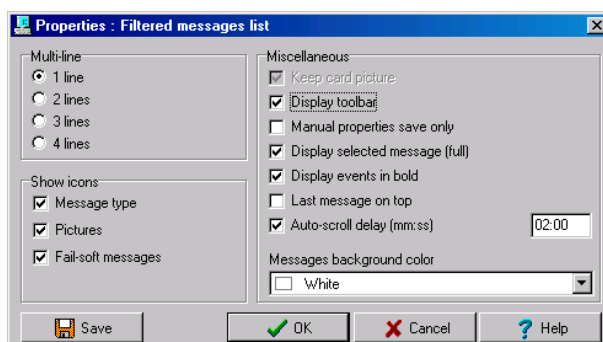 Properties : Filtered messages list
Multi-line
1 line
2 lines
3 lines
4 lines
Show icons
Message type
Pictures
Fail-soft messages
Miscellaneous
Keep card picture
Display toolbar
Manual properties save only
Display selected message (full)
Display events in bold
Last message on top
Auto-scroll delay (mm:ss) 02:00
Messages background color
White
Save OK Cancel Help